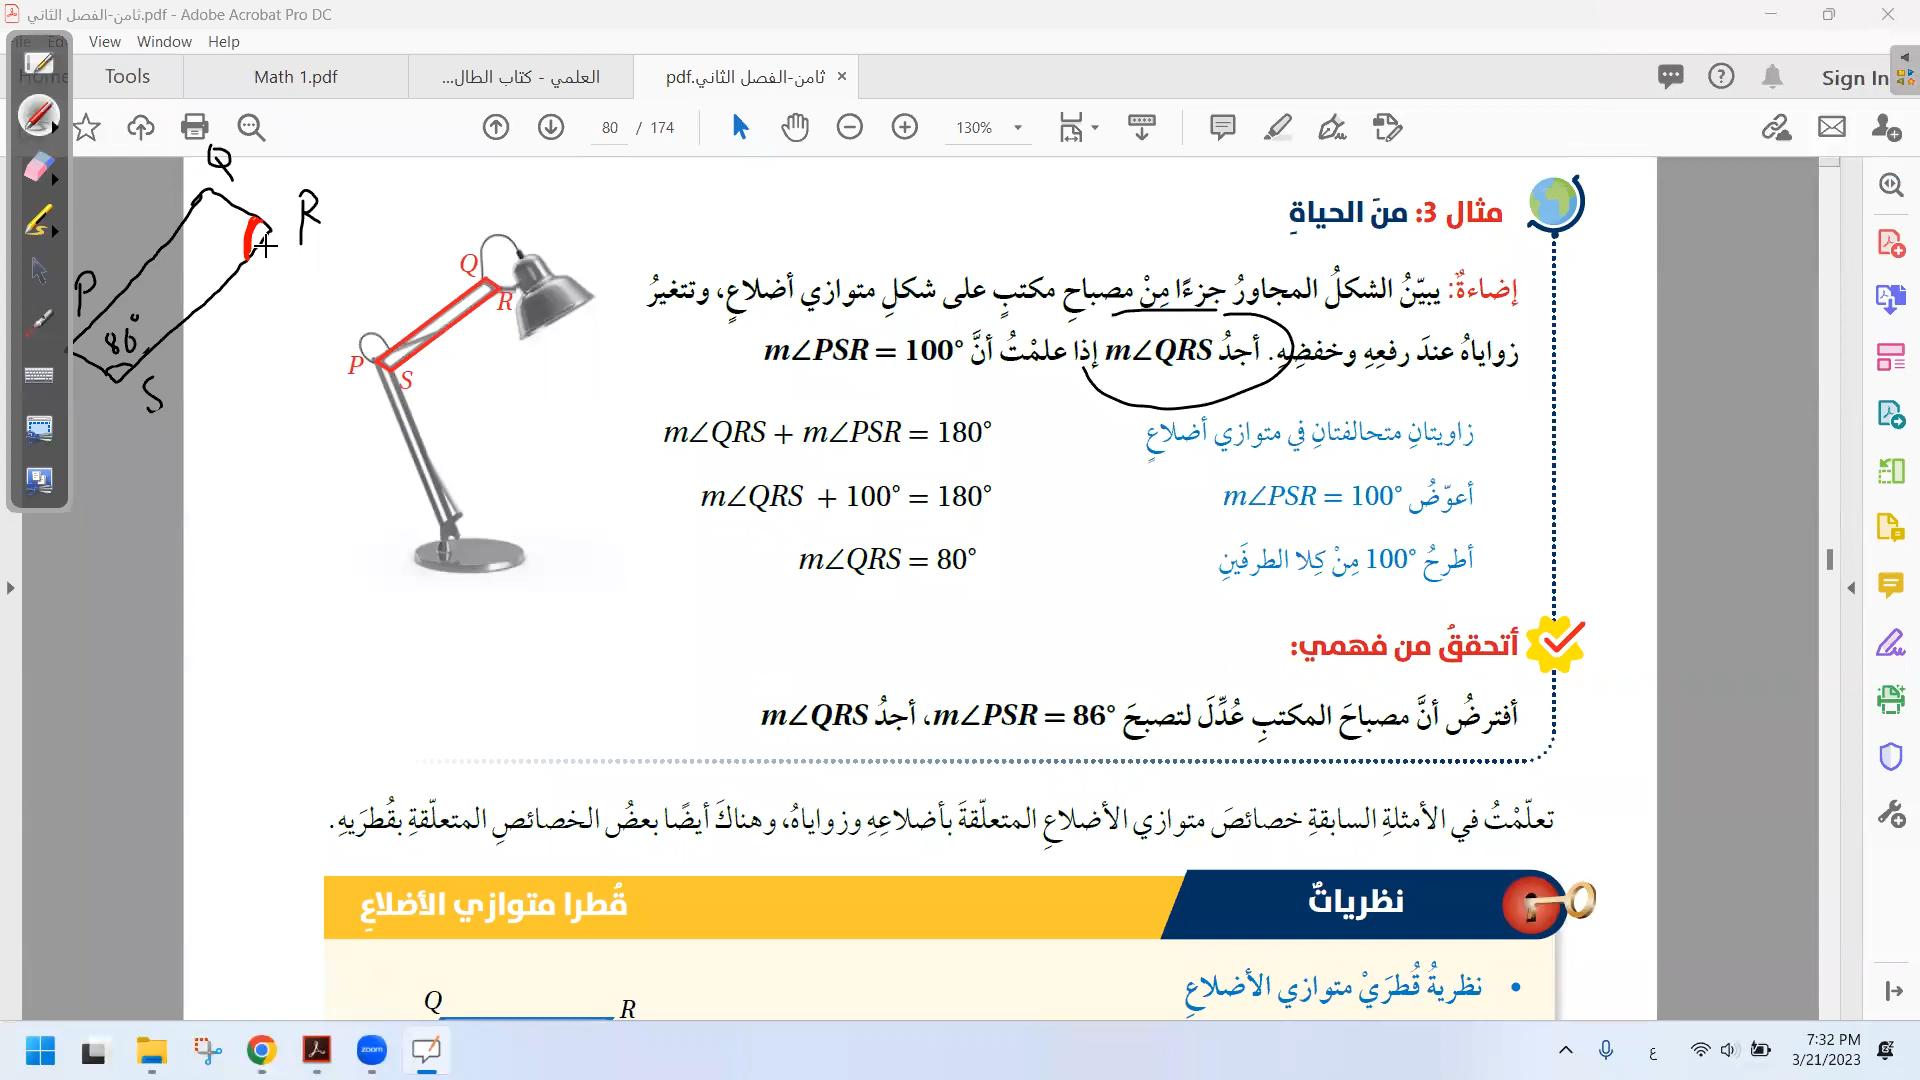 ثامن-الفصل الثاني.pdf - Adobe Acrobat Pro DC
View Window Help
Tools
Math 1.pdf
العلمي - كتاب الطال...
ثامن-الفصل الثاني.pdf ×
Sign In
80 / 174
130%
Q
R
P
86°
S
مثال 3: منَ الحياةِ
إضاءةٌ: يبيّنُ الشكلُ المجاورُ جزءًا مِنْ مصباحِ مكتبٍ على شكلِ متوازي أضلاعٍ، وتتغيرُ
زواياهُ عندَ رفعِهِ وخفضِهِ. أجدُ m∠QRS إذا علمْتُ أنَّ m∠PSR = 100°
Q
R
P
S
m∠QRS + m∠PSR = 180°
زاويتانِ متحالفتانِ في متوازي أضلاعٍ
m∠QRS + 100° = 180°
أعوّضُ m∠PSR = 100°
m∠QRS = 80°
أطرحُ 100° مِنْ كِلا الطرفَينِ
أتحققُ من فهمي:
أفترضُ أنَّ مصباحَ المكتبِ عُدِّلَ لتصبحَ m∠PSR = 86°، أجدُ m∠QRS
تعلّمْتُ في الأمثلةِ السابقةِ خصائصَ متوازي الأضلاعِ المتعلّقةَ بأضلاعِهِ وزواياهُ، وهناكَ أيضًا بعضُ الخصائصِ المتعلّقةِ بقُطرَيهِ.
نظرياتٌ
قُطرا متوازي الأضلاعِ
• نظريةُ قُطرَيْ متوازي الأضلاعِ
Q
R
zoom
ع
7:32 PM
3/21/2023